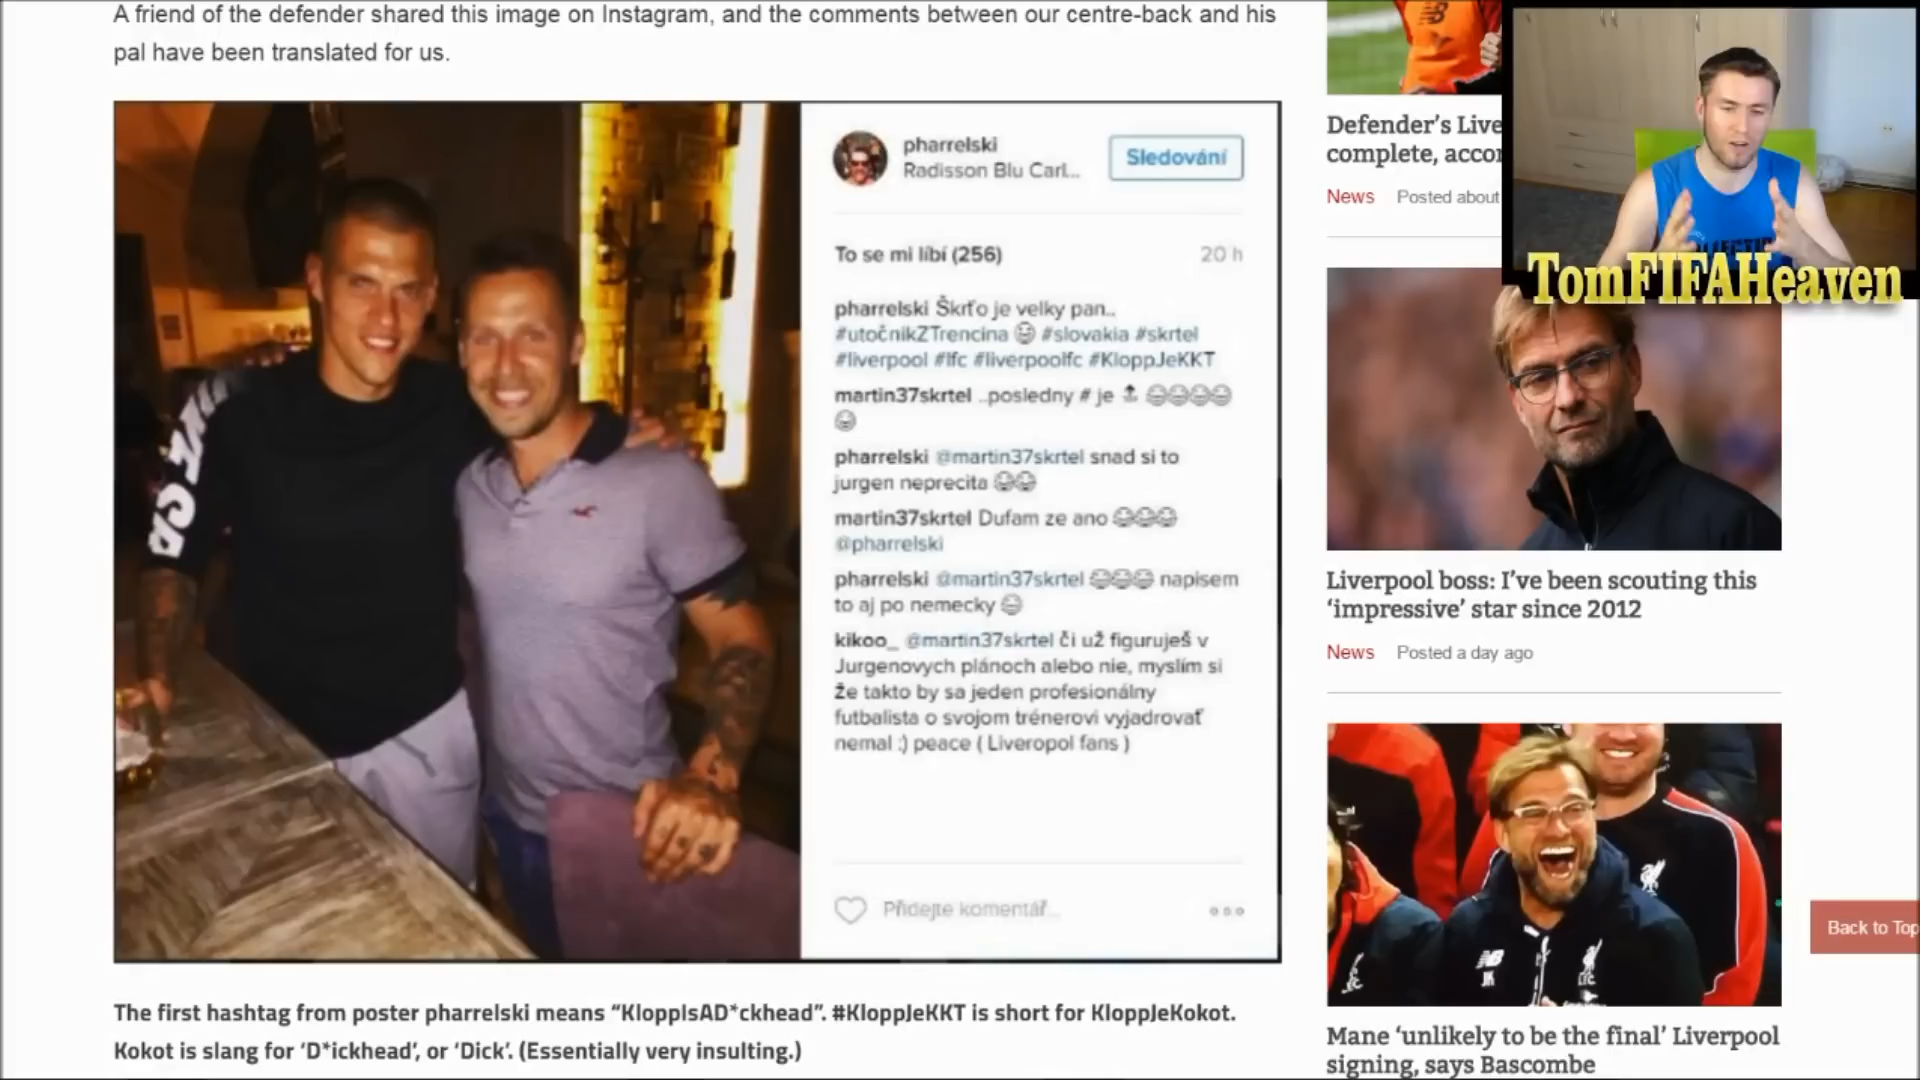 A friend of the defender shared this image on Instagram, and the comments between our centre-back and his
pal have been translated for us.
pharrelski
Radisson Blu Carl...
Sledování
To se mi líbí (256)
20 h
pharrelski Škrťo je velky pan..
#utočnikZTrencina #slovakia #skrtel
#liverpool #lfc #liverpoolfc #KloppJeKKT
martin37skrtel ..posledny # je
pharrelski @martin37skrtel snad si to
jurgen neprecita
martin37skrtel Dufam ze ano
@pharrelski
pharrelski @martin37skrtel napisem
to aj po nemecky
kikoo_ @martin37skrtel či už figuruješ v
Jurgenovych plánoch alebo nie, myslím si
že takto by sa jeden profesionálny
futbalista o svojom trénerovi vyjadrovať
nemal :) peace ( Liveropol fans )
Přidejte komentář...
The first hashtag from poster pharrelski means “KloppIsAD*ckhead”. #KloppJeKKT is short for KloppJeKokot.
Kokot is slang for ‘D*ickhead’, or ‘Dick’. (Essentially very insulting.)
Defender’s Live
complete, accor
News Posted about
TomFIFAHeaven
Liverpool boss: I’ve been scouting this
‘impressive’ star since 2012
News Posted a day ago
Mane ‘unlikely to be the final’ Liverpool
signing, says Bascombe
Back to Top